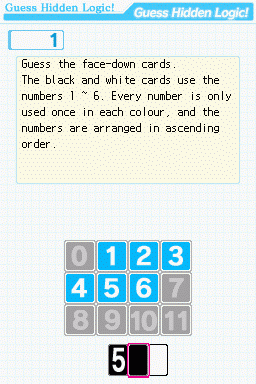 Guess Hidden Logic!
Guess Hidden Logic!
1
Guess the face-down cards.
The black and white cards use the
numbers 1 ~ 6. Every number is only
used once in each colour, and the
numbers are arranged in ascending
order.
0 1 2 3
4 5 6 7
8 9 10 11
5